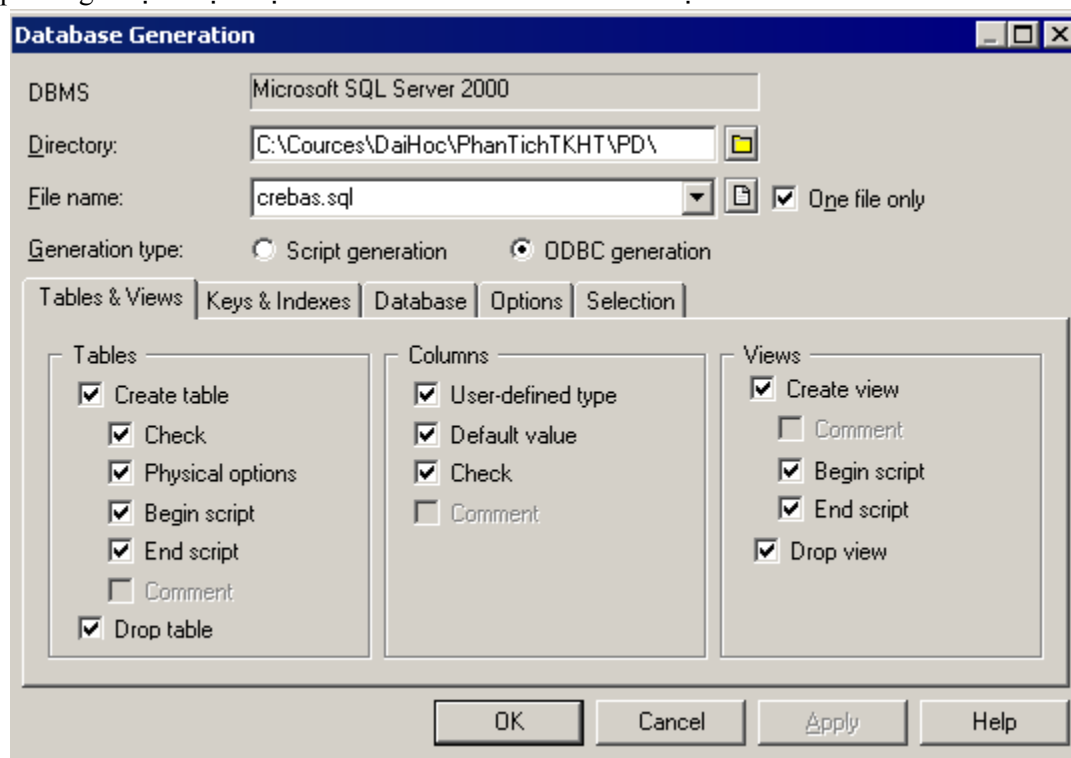 Database Generation
DBMS Microsoft SQL Server 2000
Directory: C:\Cources\DaiHoc\PhanTichTKHT\PD\
File name: crebas.sql One file only
Generation type: Script generation ODBC generation
Tables & Views Keys & Indexes Database Options Selection
Tables
Create table
Check
Physical options
Begin script
End script
Comment
Drop table
Columns
User-defined type
Default value
Check
Comment
Views
Create view
Comment
Begin script
End script
Drop view
OK Cancel Apply Help